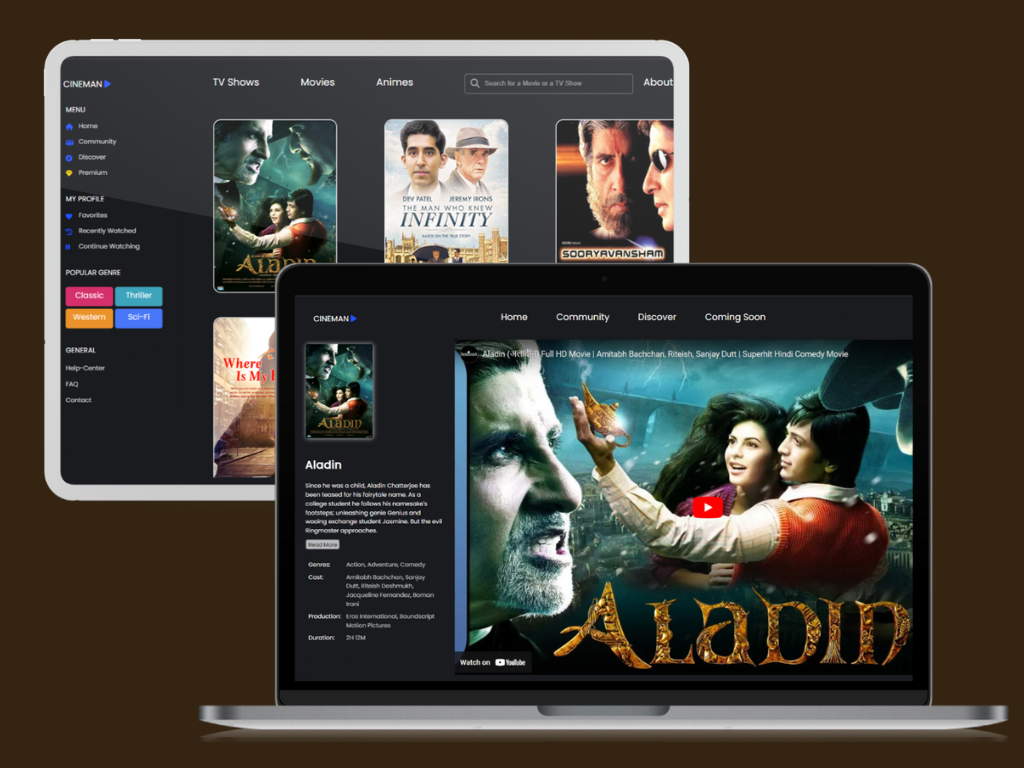 CINEMAN
TV Shows
Movies
Animes
Search for a Movie or a TV Show
About
MENU
Home
Community
Discover
Premium
MY PROFILE
Favorites
Recently Watched
Continue Watching
POPULAR GENRE
Classic
Thriller
Western
Sci-Fi
GENERAL
Help-Center
FAQ
Contact
ALADIN
DEV PATEL JEREMY IRONS
THE MAN WHO KNEW
INFINITY
BASED ON THE TRUE STORY
SOORYAVANSHAM
Where
Is M
CINEMAN
Home
Community
Discover
Coming Soon
ALADIN
Aladin
Since he was a child, Aladin Chatterjee has
been teased for his fairytale name. As a
college student he follows his namesake's
footsteps; unleashing genie Genius and
wooing exchange student Jasmine. But the evil
Ringmaster approaches.
Read More
Genres: Action, Adventure, Comedy
Cast: Amitabh Bachchan, Sanjay
Dutt, Riteish Deshmukh,
Jacqueline Fernandez, Boman
Irani
Production: Eros International, Boundscript
Motion Pictures
Duration: 2H 12M
Aladin (अलादीन) Full HD Movie | Amitabh Bachchan, Riteish, Sanjay Dutt | Superhit Hindi Comedy Movie
ALADIN
Watch on YouTube